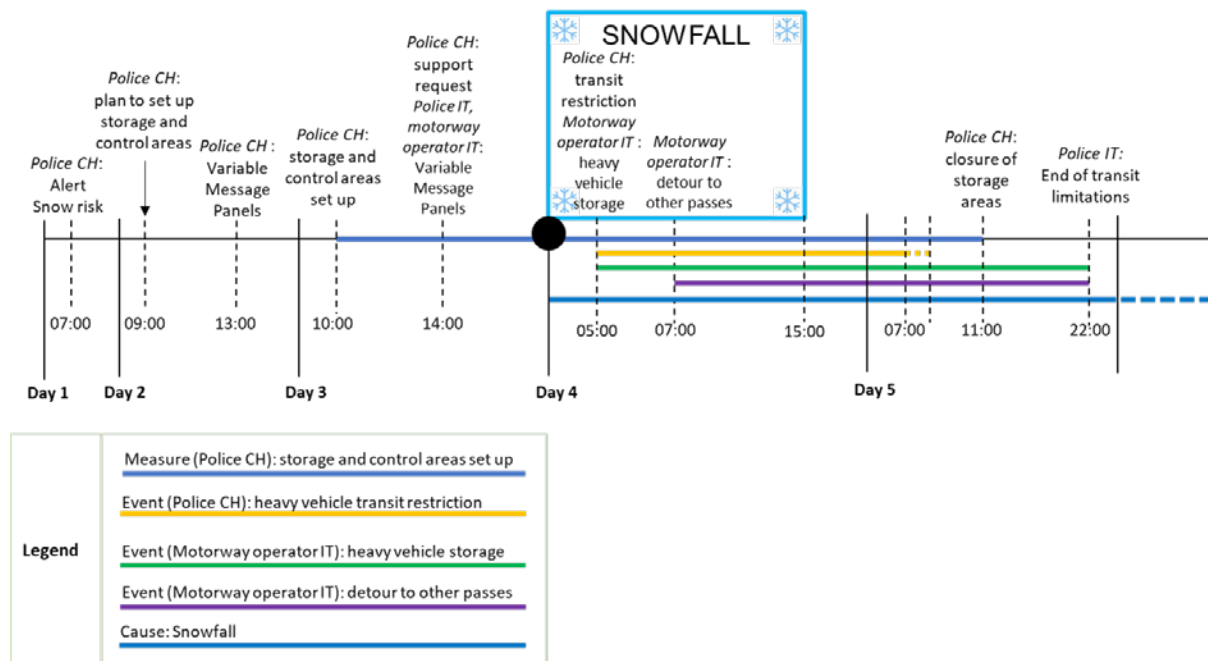 SNOWFALL
Police CH:
Alert
Snow risk
Police CH:
plan to set up
storage and
control areas
Police CH :
Variable
Message
Panels
Police CH:
storage and
control areas
set up
Police CH:
support
request
Police IT,
motorway
operator IT:
Variable
Message
Panels
Police CH:
transit
restriction
Motorway
operator IT :
heavy
vehicle
storage
Motorway
operator IT :
detour to
other passes
Police CH:
closure of
storage
areas
Police IT:
End of transit
limitations
07:00
09:00
13:00
10:00
14:00
05:00
07:00
15:00
07:00
11:00
22:00
Day 1
Day 2
Day 3
Day 4
Day 5
Legend
Measure (Police CH): storage and control areas set up
Event (Police CH): heavy vehicle transit restriction
Event (Motorway operator IT): heavy vehicle storage
Event (Motorway operator IT): detour to other passes
Cause: Snowfall